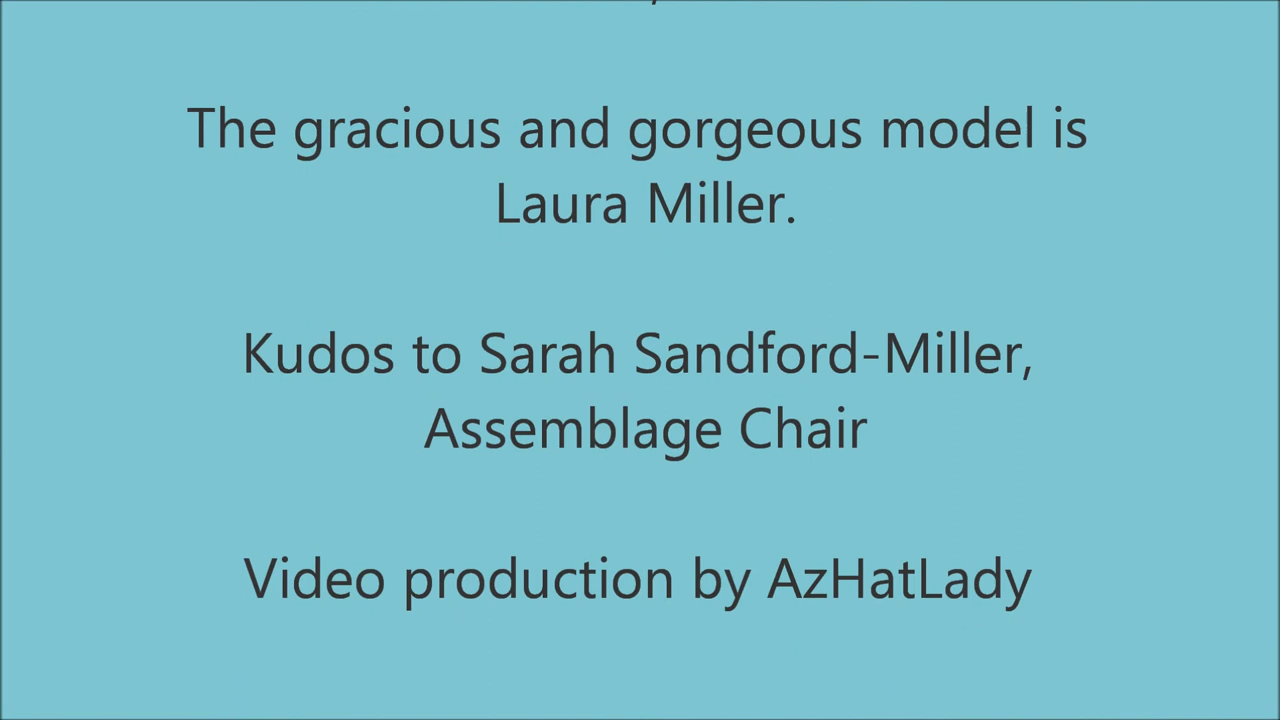 The gracious and gorgeous model is
Laura Miller.
Kudos to Sarah Sandford-Miller,
Assemblage Chair
Video production by AzHatLady